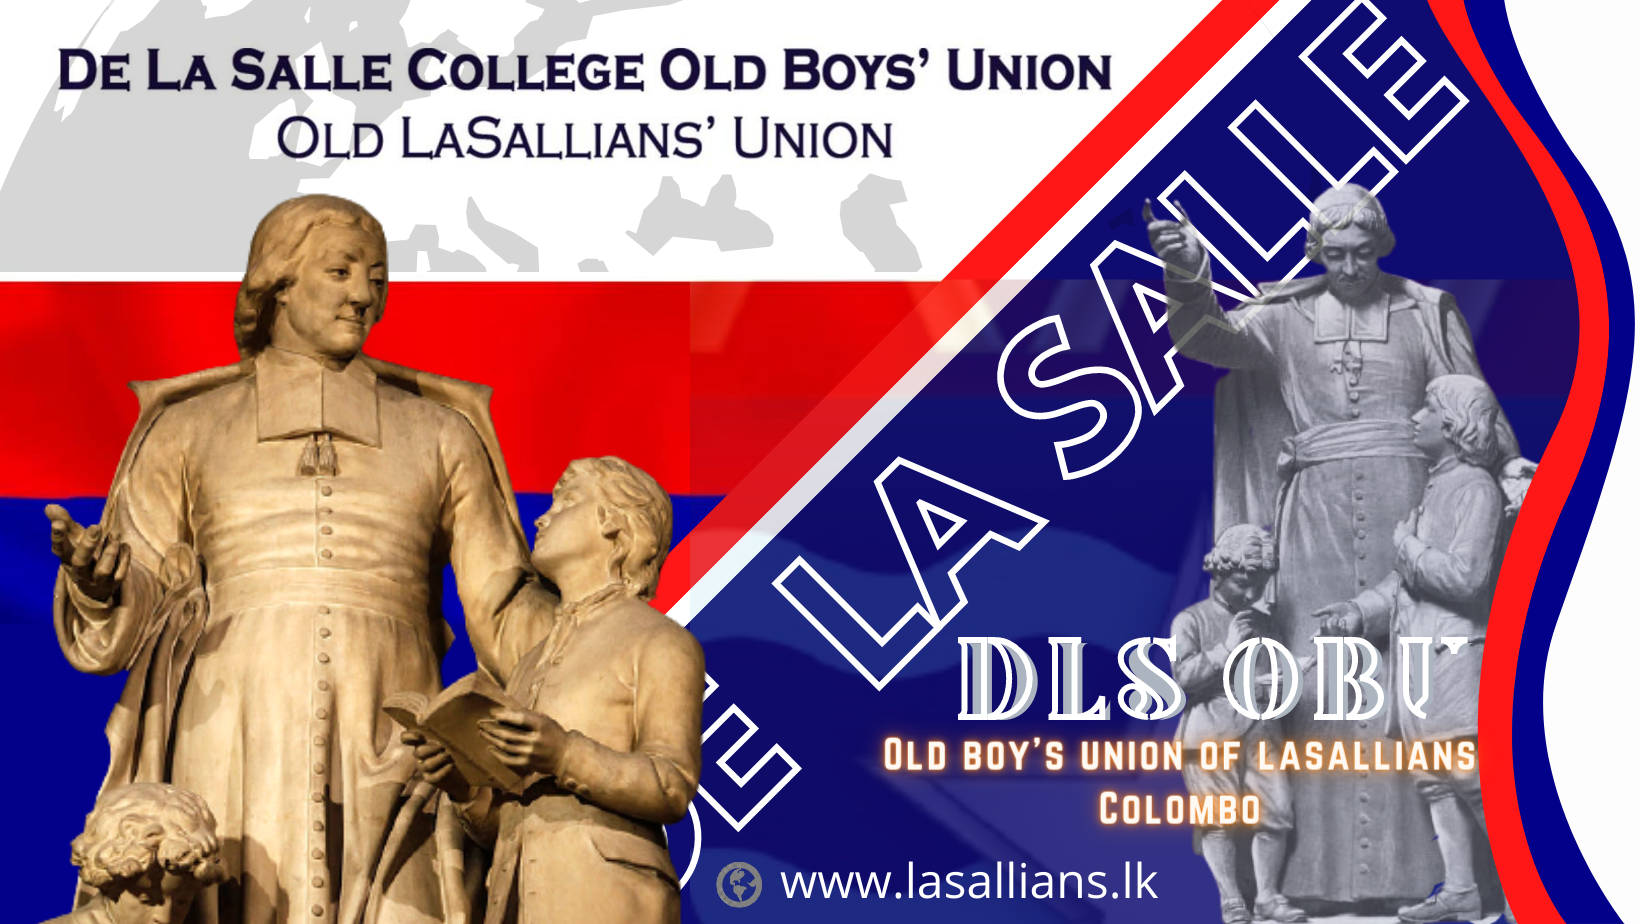 De La Salle College Old Boys’ Union
Old LaSallians’ Union
DE LA SALLE
DLS OBU
Old boy's union of lasallians
Colombo
www.lasallians.lk